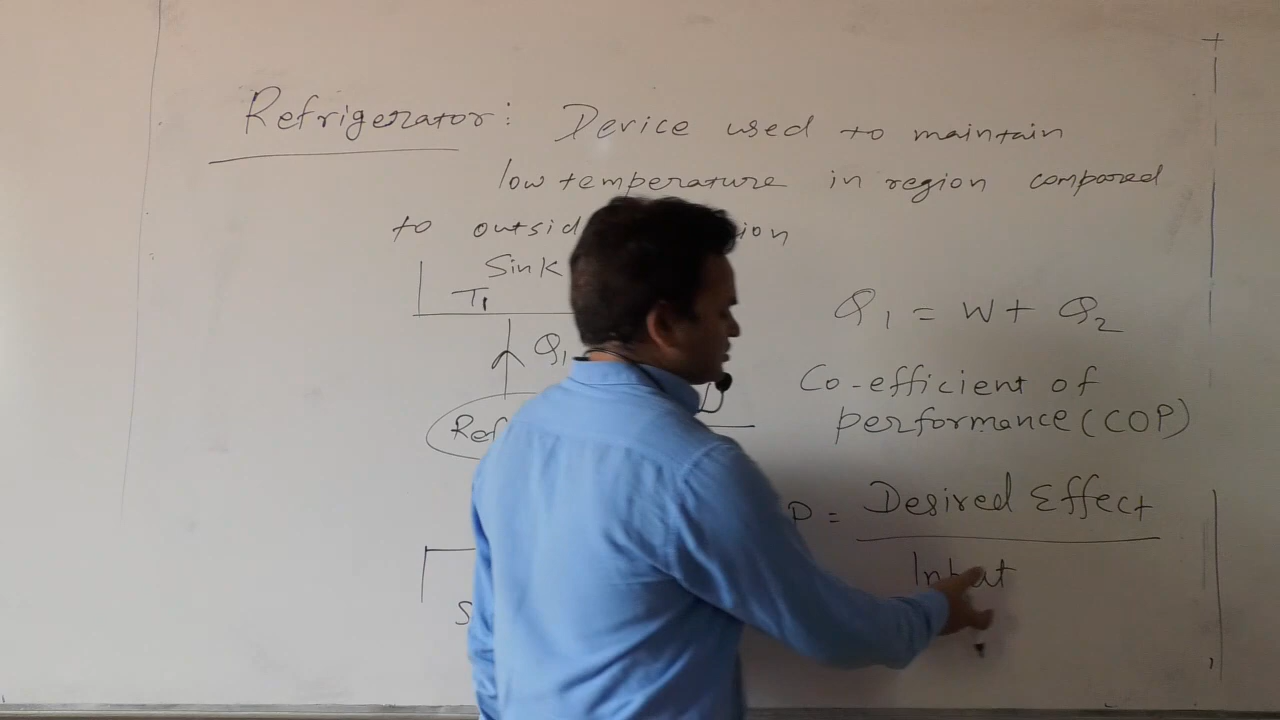 Refrigerator: Device used to maintain
low temperature in region compared
to
Sink
T1
Q1
Q1 = W + Q2
Co-efficient of
performance (COP)
= Desired Effect
Input